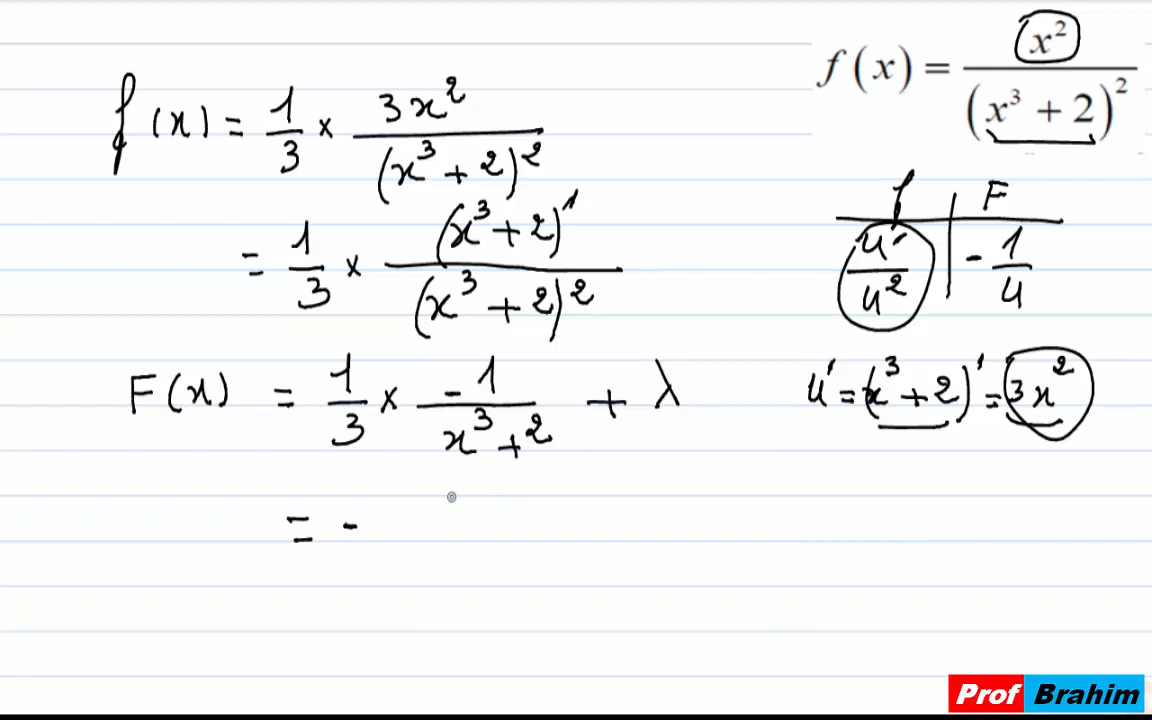 f(x) = x² / (x³ + 2)²
f(x) = 1/3 × 3x² / (x³ + 2)²
= 1/3 × (x³ + 2)' / (x³ + 2)²
f | F
u'/u² | - 1/u
F(x) = 1/3 × -1 / x³ + 2 + λ
u' = (x³ + 2)' = 3x²
= -
Prof Brahim